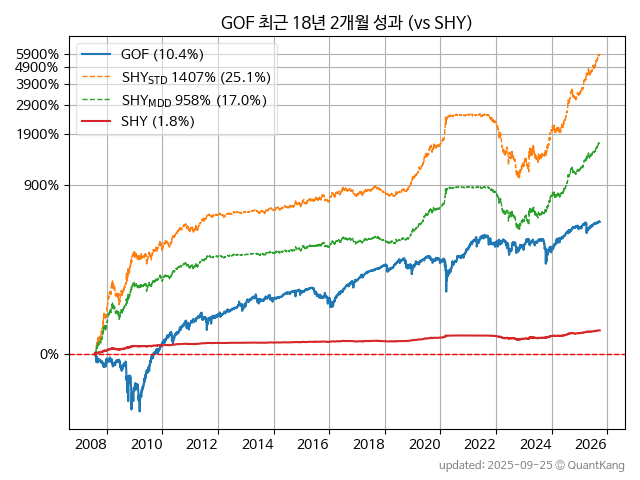 GOF 최근 18년 2개월 성과 (vs SHY)
GOF (10.4%)
SHY_STD 1407% (25.1%)
SHY_MDD 958% (17.0%)
SHY (1.8%)
5900%
4900%
3900%
2900%
1900%
900%
0%
2008 2010 2012 2014 2016 2018 2020 2022 2024 2026
updated: 2025-09-25 © QuantKang